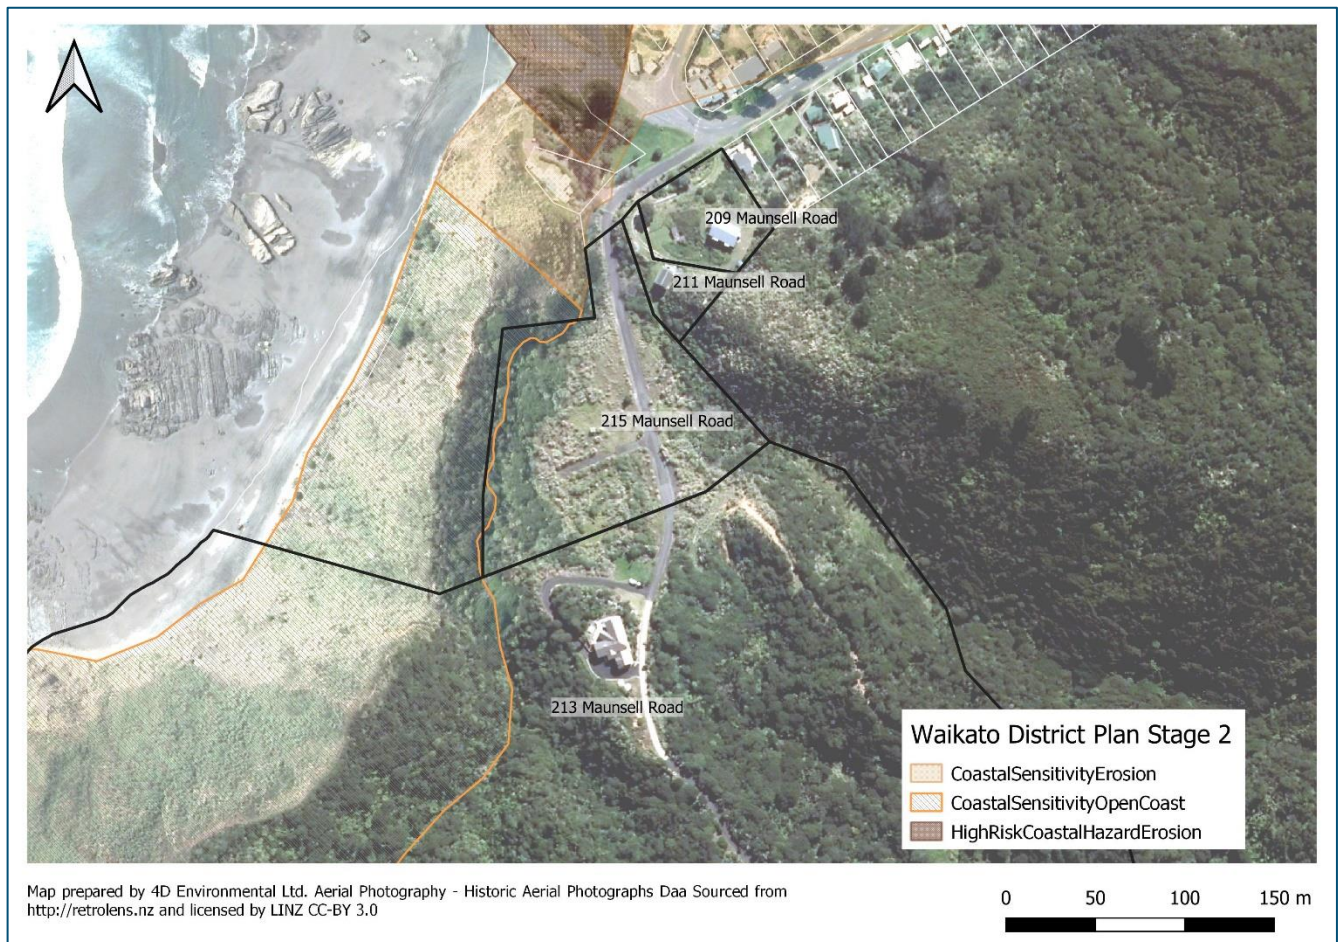 209 Maunsell Road
211 Maunsell Road
215 Maunsell Road
213 Maunsell Road
Waikato District Plan Stage 2
CoastalSensitivityErosion
CoastalSensitivityOpenCoast
HighRiskCoastalHazardErosion
Map prepared by 4D Environmental Ltd. Aerial Photography - Historic Aerial Photographs Daa Sourced from
http://retrolens.nz and licensed by LINZ CC-BY 3.0
0 50 100 150 m